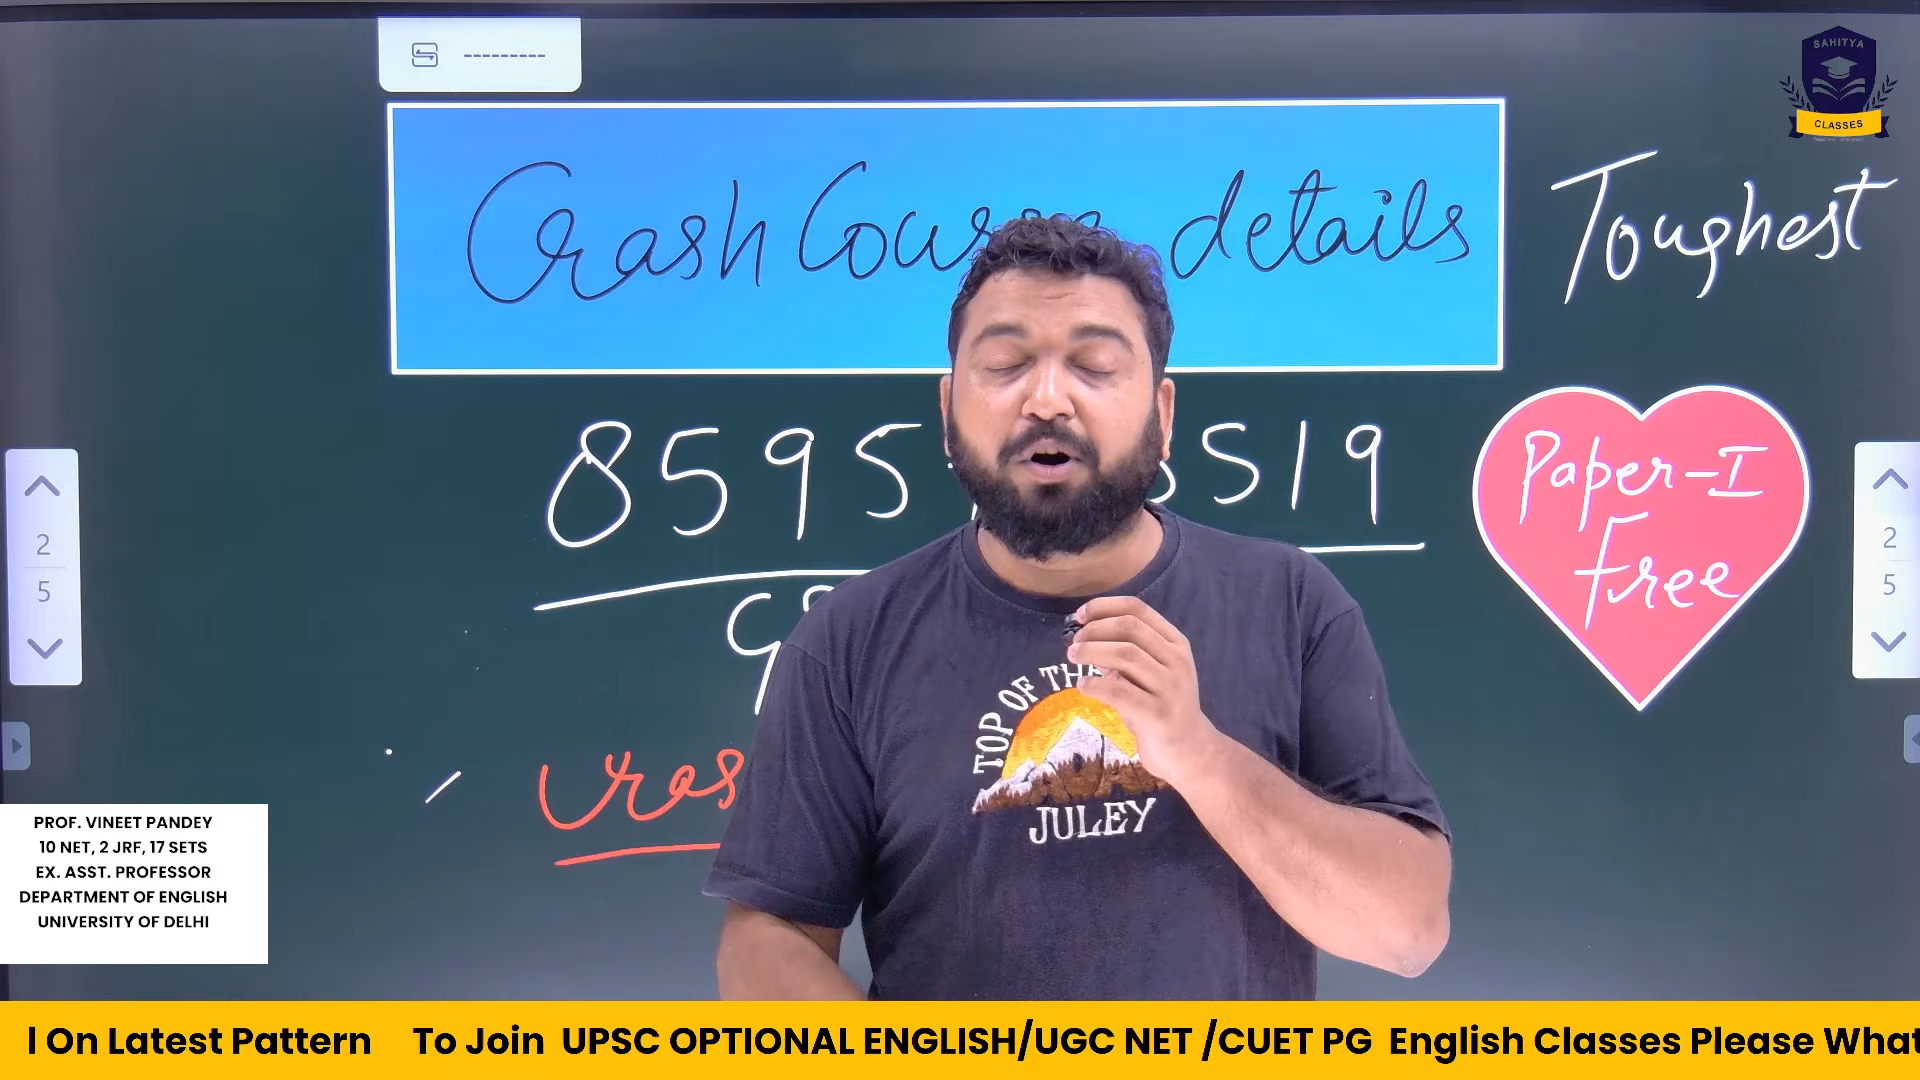 ---------
SAHITYA
CLASSES
Crash Course details
Toughest
8595 519
Paper-I
Free
2
5
2
5
TOP OF THE
JULEY
PROF. VINEET PANDEY
10 NET, 2 JRF, 17 SETS
EX. ASST. PROFESSOR
DEPARTMENT OF ENGLISH
UNIVERSITY OF DELHI
l On Latest Pattern To Join UPSC OPTIONAL ENGLISH/UGC NET /CUET PG English Classes Please What